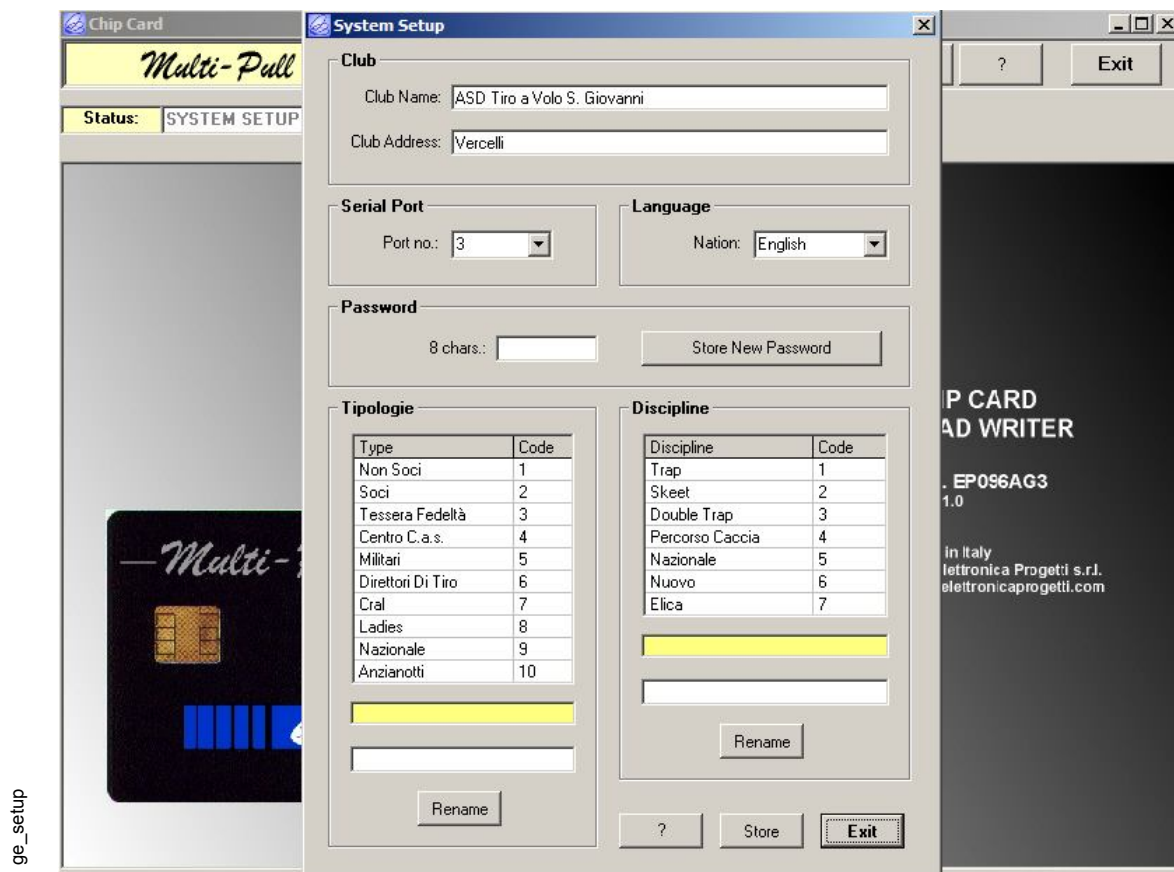 Chip Card
System Setup
Multi-Pull
?
Exit
Status:
SYSTEM SETUP
Club
Club Name: ASD Tiro a Volo S. Giovanni
Club Address: Vercelli
Serial Port
Port no.: 3
Language
Nation: English
Password
8 chars.:
Store New Password
Tipologie
Type Code
Non Soci 1
Soci 2
Tessera Fedeltà 3
Centro C.a.s. 4
Militari 5
Direttori Di Tiro 6
Cral 7
Ladies 8
Nazionale 9
Anzianotti 10
Rename
Discipline
Discipline Code
Trap 1
Skeet 2
Double Trap 3
Percorso Caccia 4
Nazionale 5
Nuovo 6
Elica 7
Rename
? Store Exit
Multi-
IP CARD
AD WRITER
. EP096AG3
1.0
in Italy
lettronica Progetti s.r.l.
elettronicaprogetti.com
ge_setup